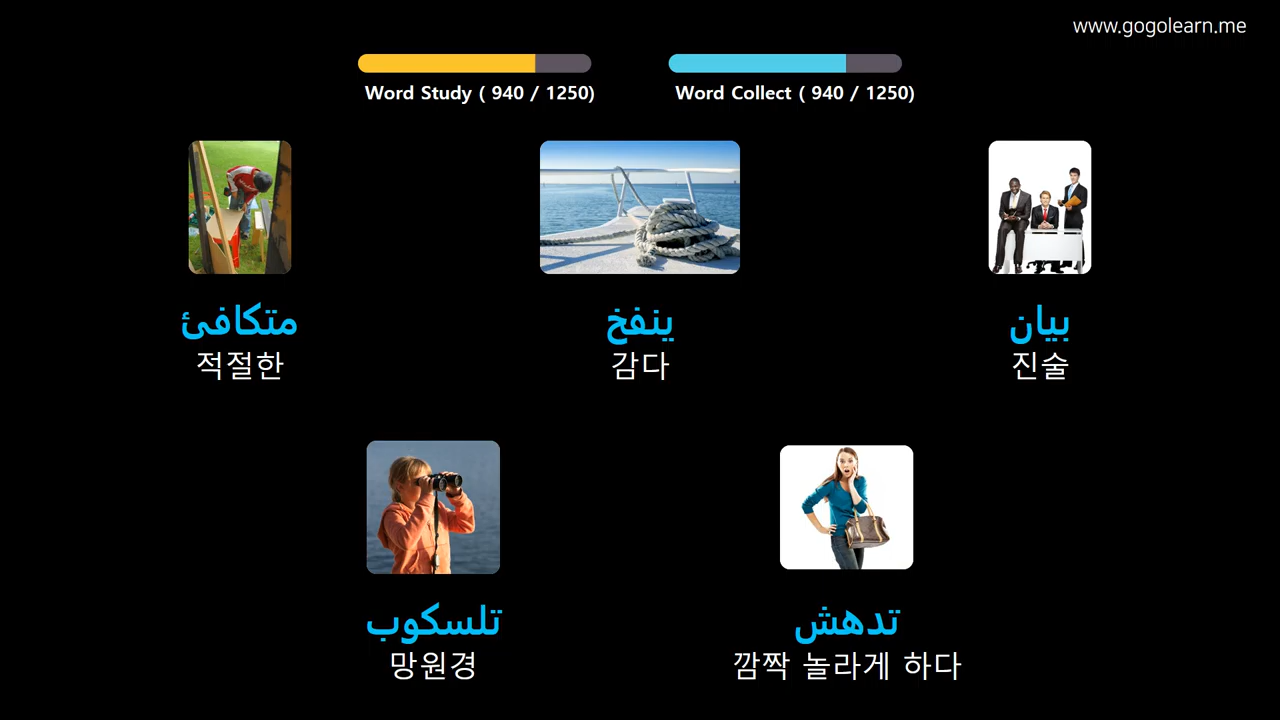 www.gogolearn.me
Word Study ( 940 / 1250)
Word Collect ( 940 / 1250)
متكافئ
적절한
ينفخ
감다
بيان
진술
تلسكوب
망원경
تدهش
깜짝 놀라게 하다